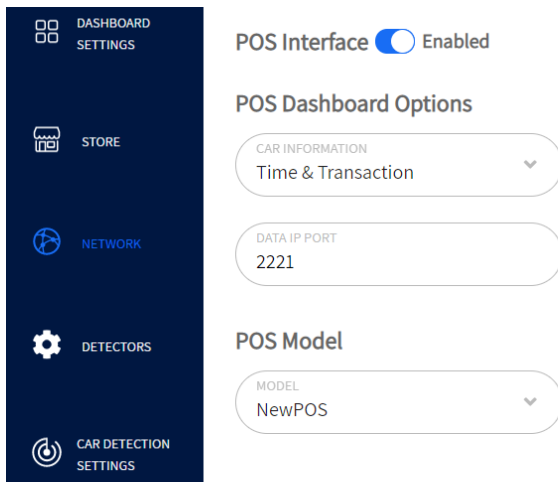 DASHBOARD
SETTINGS
STORE
NETWORK
DETECTORS
CAR DETECTION
SETTINGS
POS Interface Enabled
POS Dashboard Options
CAR INFORMATION
Time & Transaction
DATA IP PORT
2221
POS Model
MODEL
NewPOS